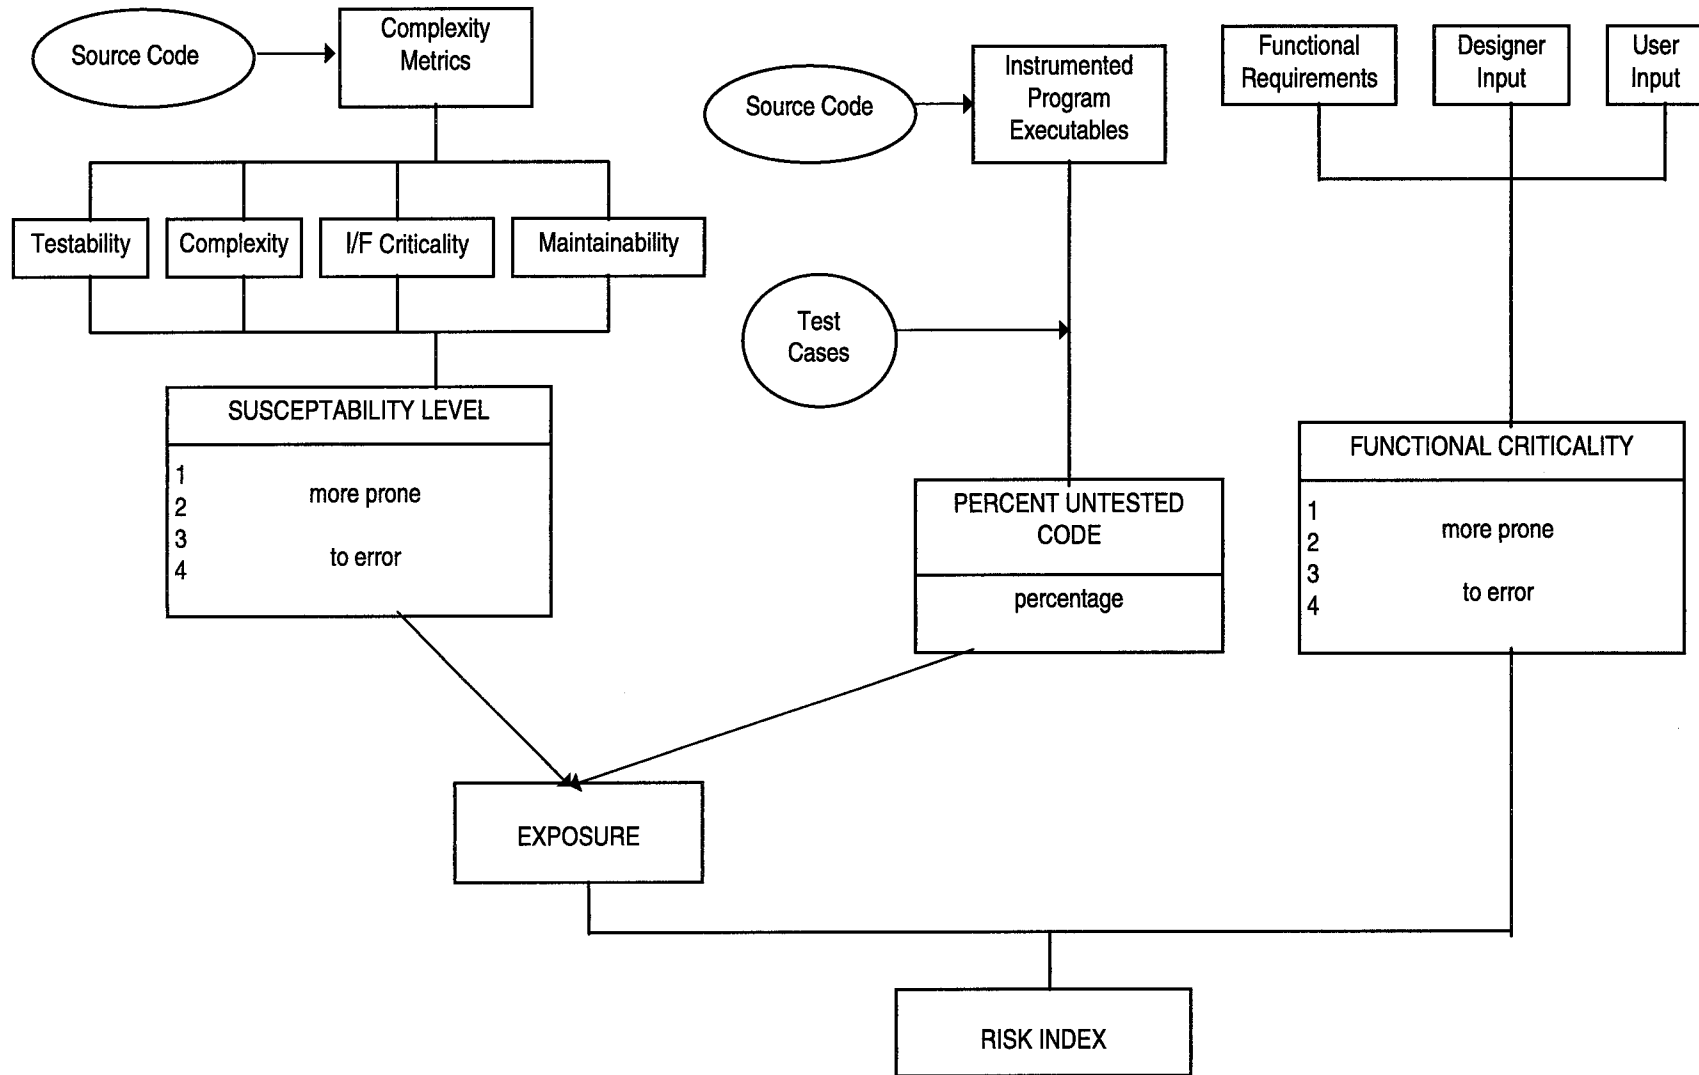 Source Code
Complexity
Metrics
Source Code
Instrumented
Program
Executables
Functional
Requirements
Designer
Input
User
Input
Testability
Complexity
I/F Criticality
Maintainability
Test
Cases
SUSCEPTABILITY LEVEL
1
2
3
4
more prone
to error
PERCENT UNTESTED
CODE
percentage
FUNCTIONAL CRITICALITY
1
2
3
4
more prone
to error
EXPOSURE
RISK INDEX